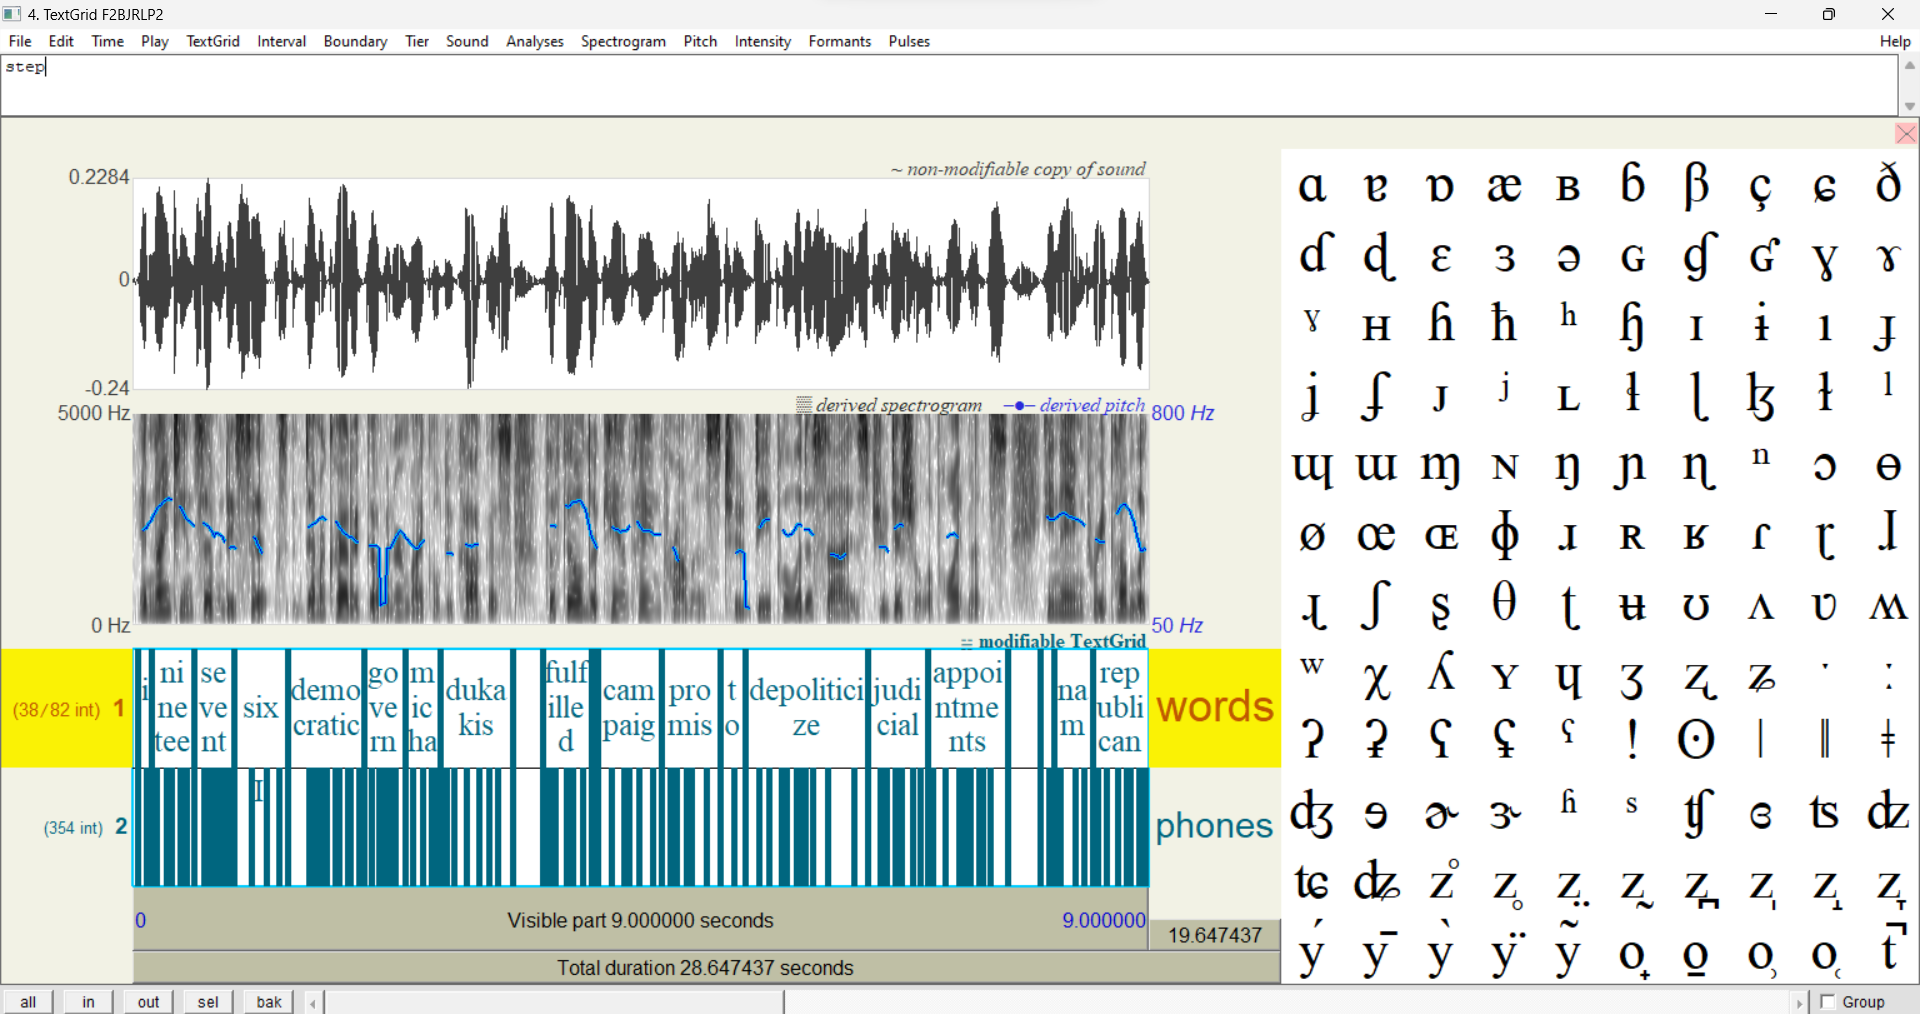 4. TextGrid F2BJRLP2
File Edit Time Play TextGrid Interval Boundary Tier Sound Analyses Spectrogram Pitch Intensity Formants Pulses Help
step
~ non-modifiable copy of sound
0.2284
0
-0.24
derived spectrogram derived pitch
5000 Hz 800 Hz
0 Hz 50 Hz
modifiable TextGrid
(38/82 int) 1
i
ni
ne
tee
se
ve
nt
six
demo
cratic
go
ve
rn
m
ic
ha
duka
kis
fulf
ille
d
cam
paig
pro
mis
t
o
depolitici
ze
judi
cial
appoi
ntme
nts
na
m
rep
ubli
can
words
(354 int) 2
I
phones
0 Visible part 9.000000 seconds 9.000000
19.647437
Total duration 28.647437 seconds
all in out sel bak Group
ɑ ɐ ɒ æ ʙ ɓ β ç ɕ ð
ɗ ɖ ɛ ɜ ə ɢ ɠ ʛ ɣ ɤ
ˠ ʜ ɦ ħ ʰ ɧ ɪ ɨ ı ɟ
ʝ ʄ ᴊ ʲ ʟ ɫ ɭ ɮ ɫ ˡ
ɰ ɯ ɱ ɴ ŋ ɲ ɳ ⁿ ɔ ɵ
ø œ ɶ ɸ ɹ ʀ ʁ ɾ ɽ ɺ
ɻ ʃ ʂ θ ʈ ʉ ʊ ʌ ʋ ʍ
ʷ χ ʎ ʏ ɥ ʒ ʐ ʑ ˑ ː
ʔ ʡ ʕ ʢ ˤ ! ʘ ǀ ǁ ǂ
ʤ ɘ ɚ ɝ ʱ ˢ ʧ ɞ ʦ ʣ
ʨ ʥ z̊ z̥ z̤ z̰ z̪ z̩ z̝ z̞
ý ȳ ỳ ÿ ỹ o̟ o̠ o̹ o̜ t̚